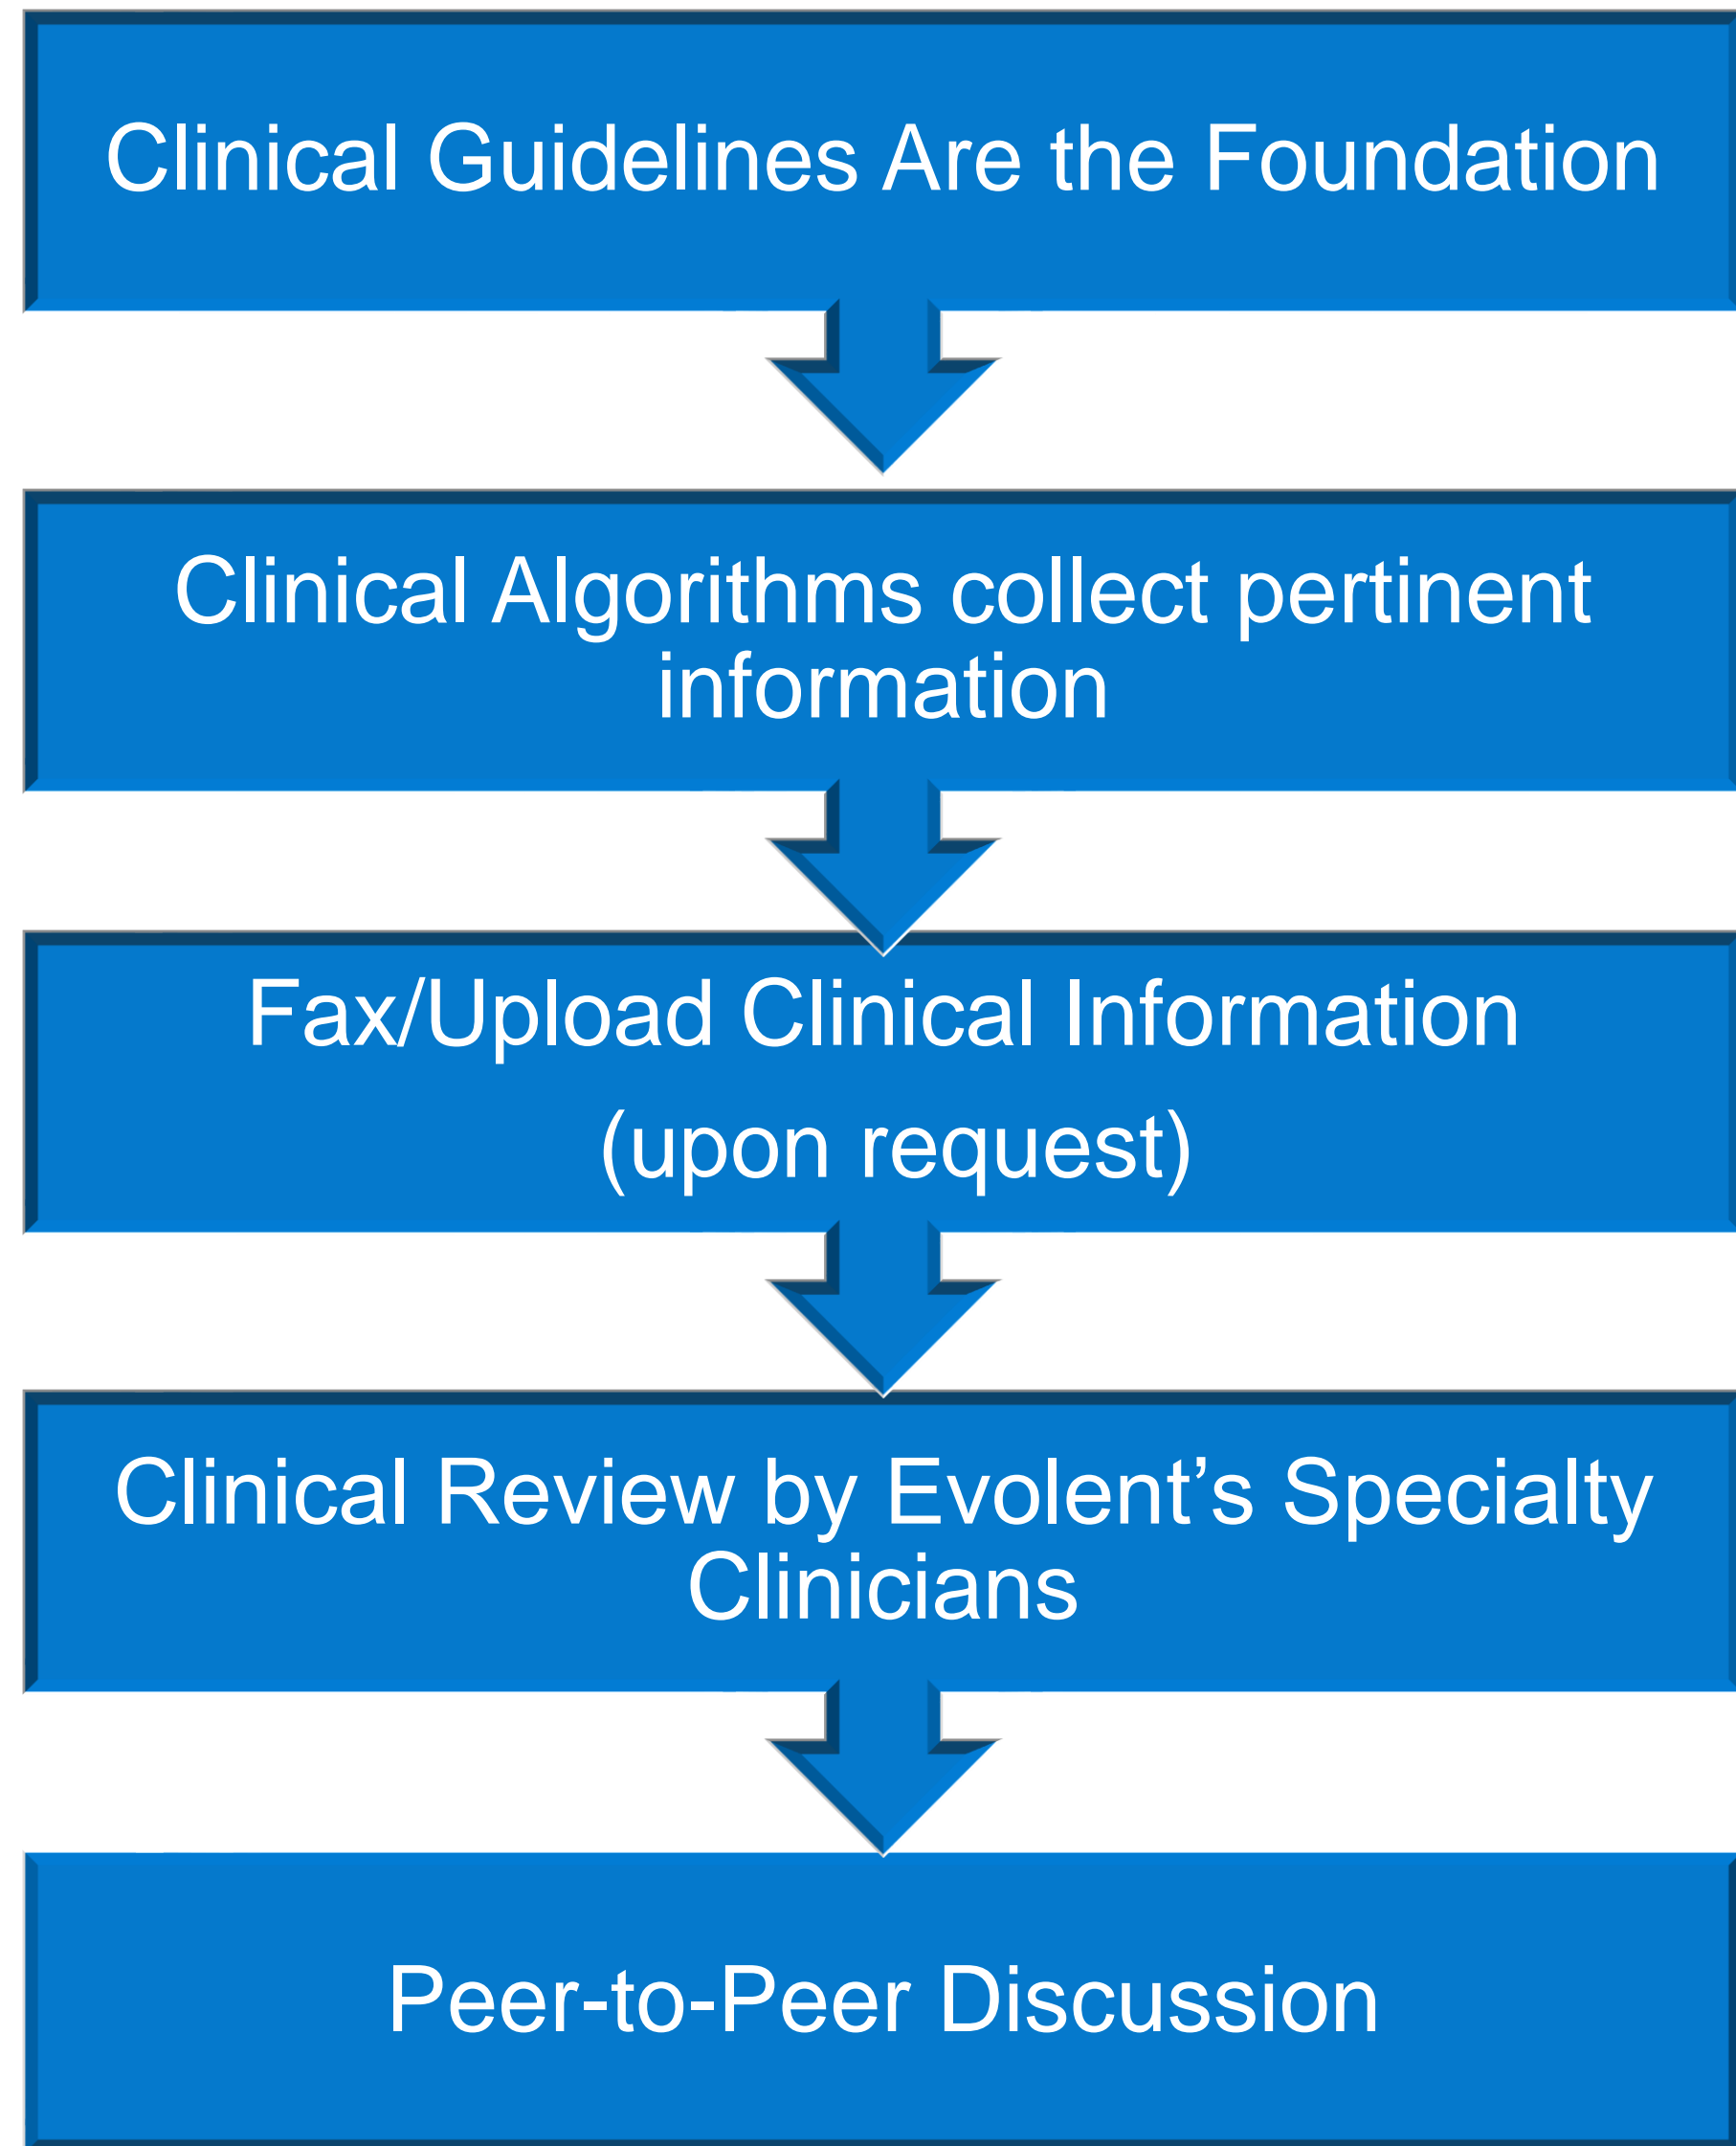 Clinical Guidelines Are the Foundation
Clinical Algorithms collect pertinent
information
Fax/Upload Clinical Information
(upon request)
Clinical Review by Evolent’s Specialty
Clinicians
Peer-to-Peer Discussion